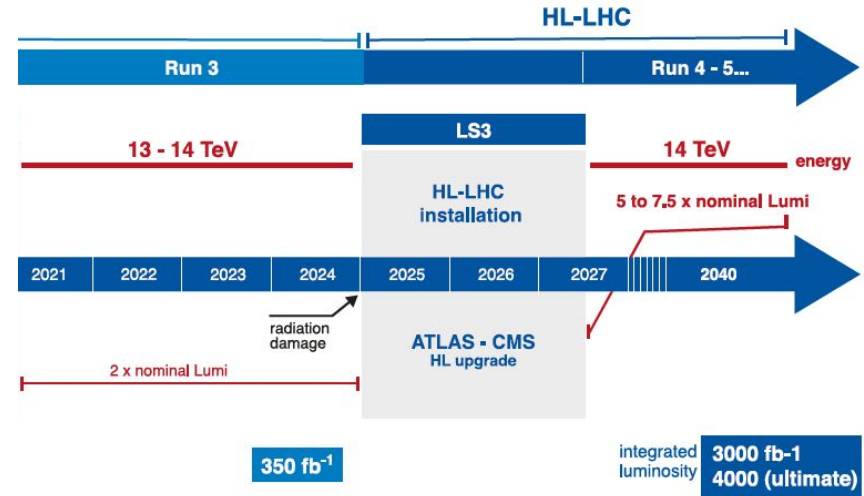 HL-LHC
Run 3
Run 4 - 5...
LS3
13 - 14 TeV
14 TeV
energy
HL-LHC
installation
5 to 7.5 x nominal Lumi
2021
2022
2023
2024
2025
2026
2027
2040
radiation
damage
ATLAS - CMS
HL upgrade
2 x nominal Lumi
350 fb⁻¹
integrated
luminosity
3000 fb-1
4000 (ultimate)